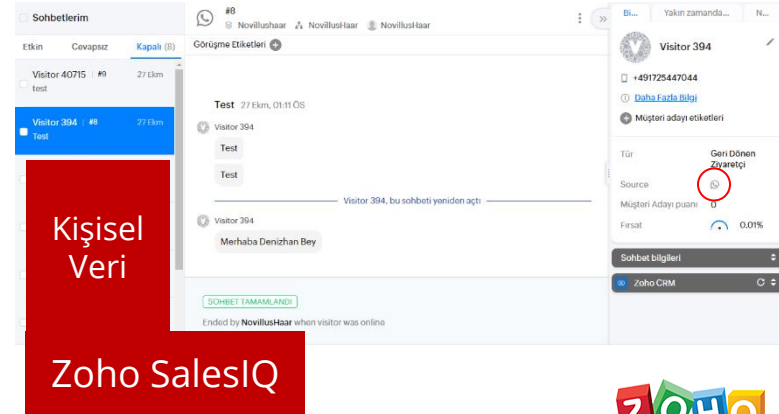 Sohbetlerim
#8
Novillushaar NovillusHaar NovillusHaar
Bi... Yakın zamanda... N...
Etkin Cevapsız Kapalı (8)
Görüşme Etiketleri
Visitor 394
Visitor 40715 #9 27 Ekm
test
+491725447044
Daha Fazla Bilgi
Test 27 Ekm, 01:11 ÖS
Müşteri adayı etiketleri
Visitor 394 #8 27 Ekm
Test
Visitor 394
Test
Test
Tür Geri Dönen Ziyaretçi
Source
Visitor 394, bu sohbeti yeniden açtı
Müşteri Adayı puanı 0
Visitor 394
Fırsat 0.01%
Merhaba Denizhan Bey
Kişisel
Veri
Sohbet bilgileri
Zoho CRM
SOHBET TAMAMLANDI
Ended by NovillusHaar when visitor was online
Zoho SalesIQ
ZOHO